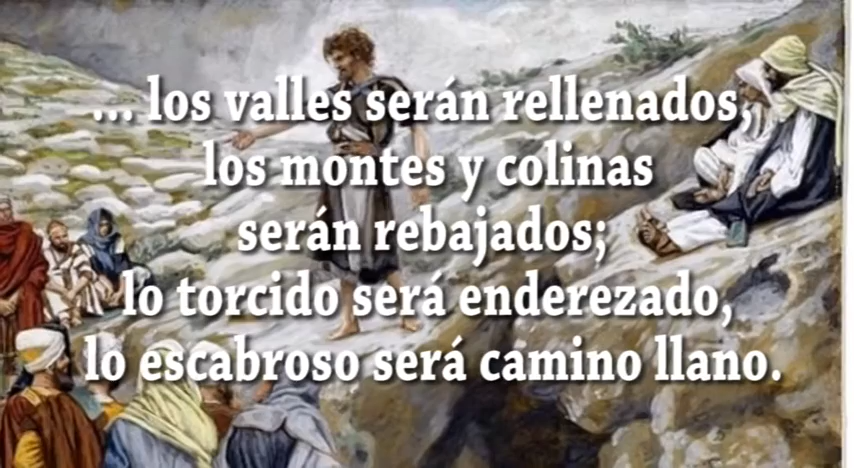 ... los valles serán rellenados,
los montes y colinas
serán rebajados;
lo torcido será enderezado,
lo escabroso será camino llano.